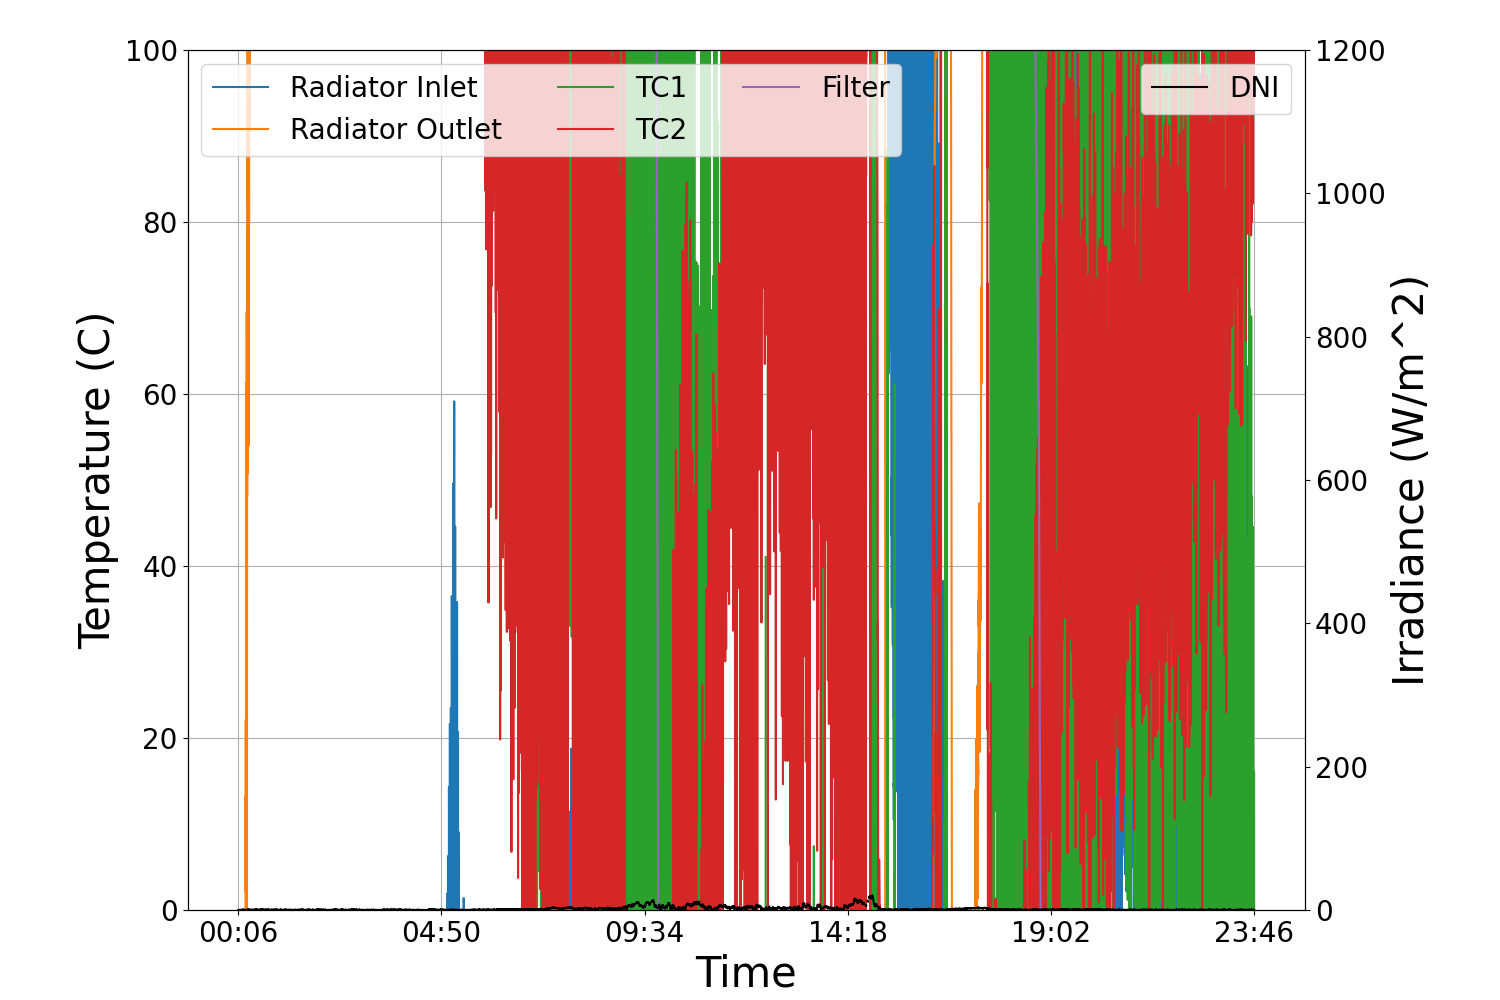 Radiator Inlet
Radiator Outlet
TC1
TC2
Filter
DNI
100
80
60
40
20
0
Temperature (C)
1200
1000
800
600
400
200
0
Irradiance (W/m^2)
00:06 04:50 09:34 14:18 19:02 23:46
Time